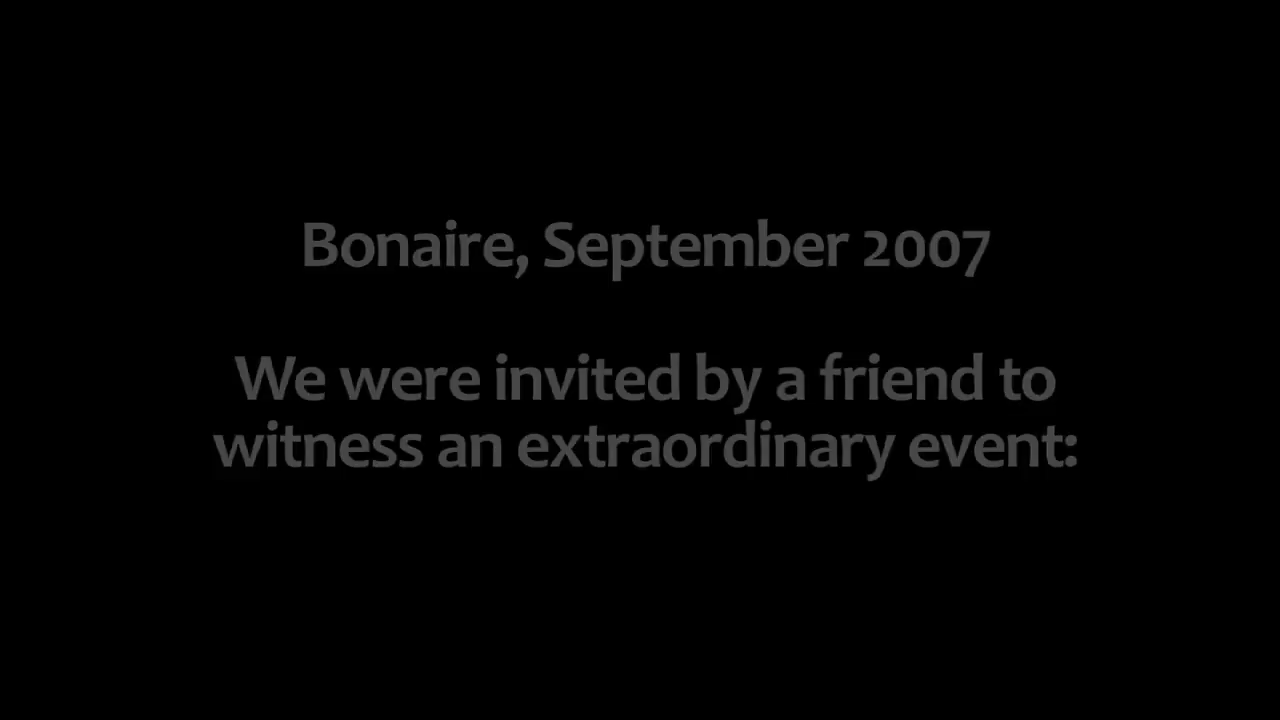 Bonaire, September 2007
We were invited by a friend to
witness an extraordinary event: